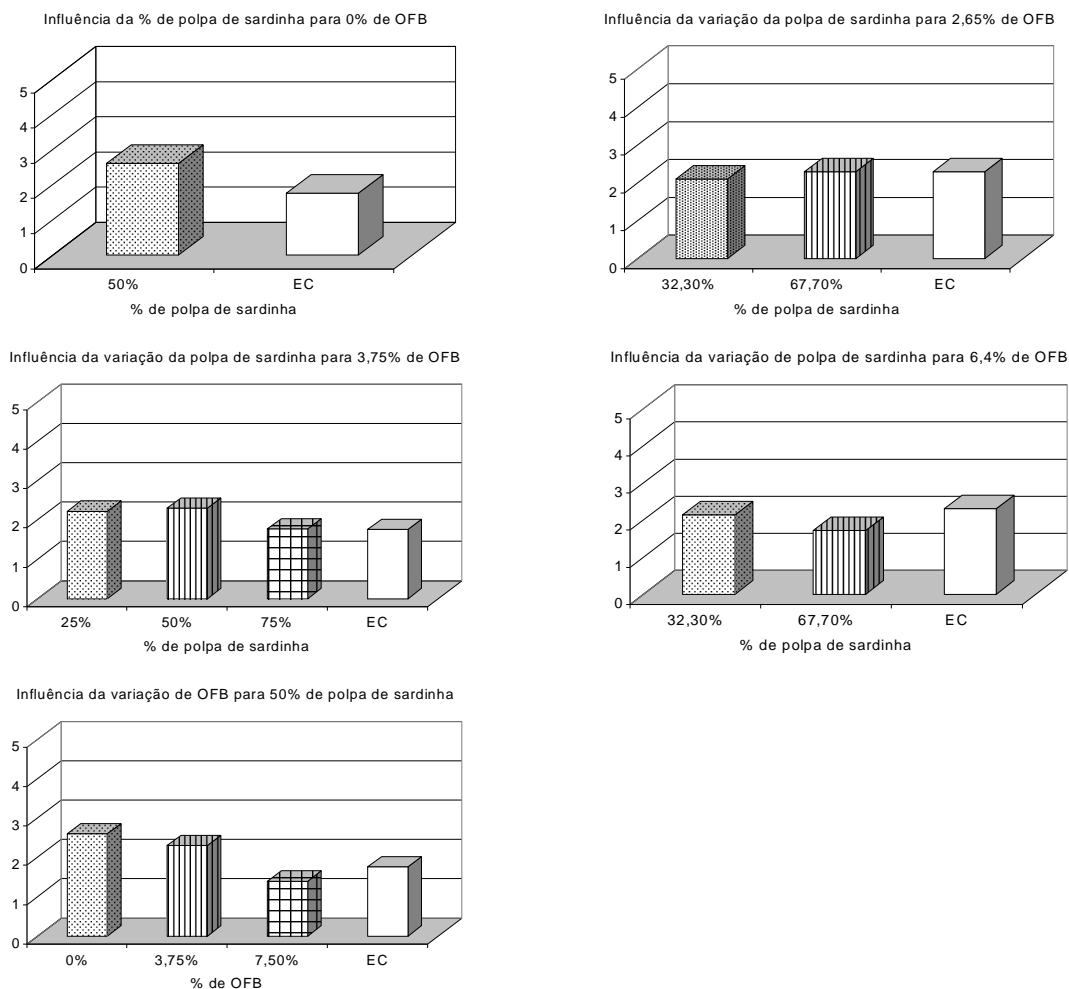 Influência da % de polpa de sardinha para 0% de OFB
5
4
3
2
1
0
50%
EC
% de polpa de sardinha
Influência da variação da polpa de sardinha para 2,65% de OFB
5
4
3
2
1
0
32,30%
67,70%
EC
% de polpa de sardinha
Influência da variação da polpa de sardinha para 3,75% de OFB
5
4
3
2
1
0
25%
50%
75%
EC
% de polpa de sardinha
Influência da variação de polpa de sardinha para 6,4% de OFB
5
4
3
2
1
0
32,30%
67,70%
EC
% de polpa de sardinha
Influência da variação de OFB para 50% de polpa de sardinha
5
4
3
2
1
0
0%
3,75%
7,50%
EC
% de OFB